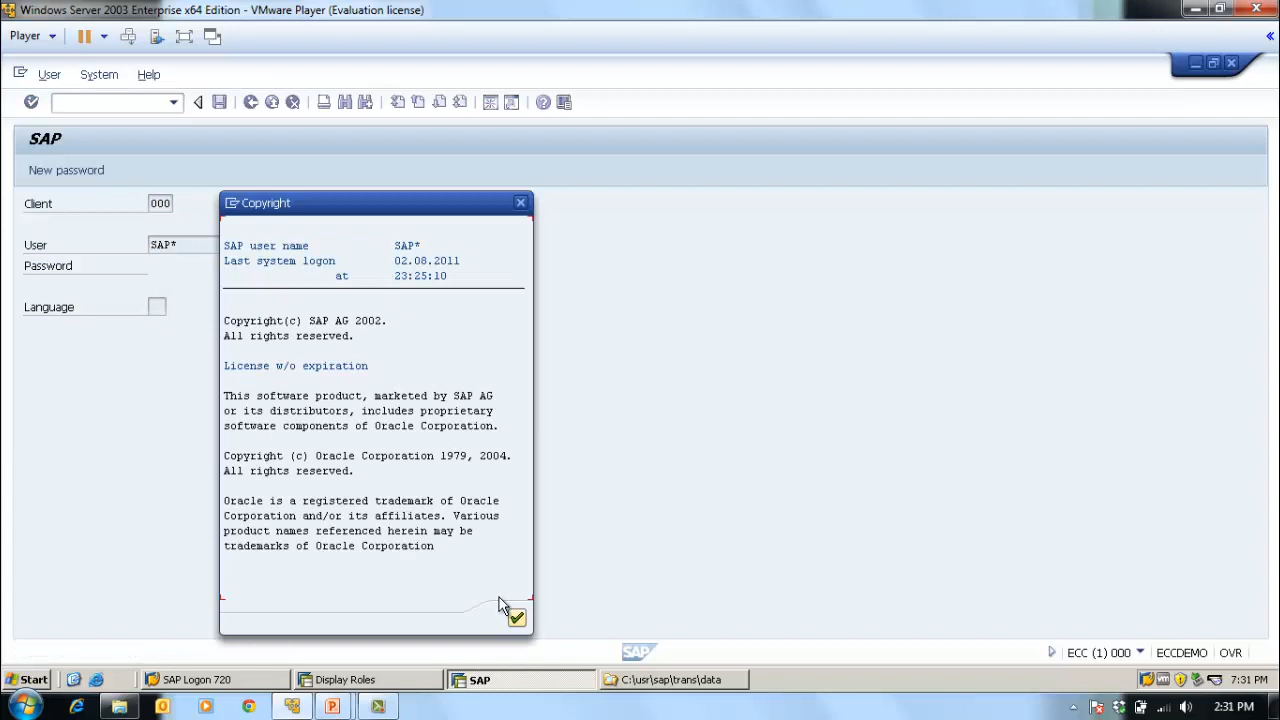 Windows Server 2003 Enterprise x64 Edition - VMware Player (Evaluation license)
Player
User System Help
SAP
New password
Client 000
User SAP*
Password
Language
Copyright
SAP user name SAP*
Last system logon 02.08.2011
at 23:25:10
Copyright(c) SAP AG 2002.
All rights reserved.
License w/o expiration
This software product, marketed by SAP AG
or its distributors, includes proprietary
software components of Oracle Corporation.
Copyright (c) Oracle Corporation 1979, 2004.
All rights reserved.
Oracle is a registered trademark of Oracle
Corporation and/or its affiliates. Various
product names referenced herein may be
trademarks of Oracle Corporation
SAP
ECC (1) 000 ECCDEMO OVR
Start SAP Logon 720 Display Roles SAP C:\usr\sap\trans\data 7:31 PM
2:31 PM